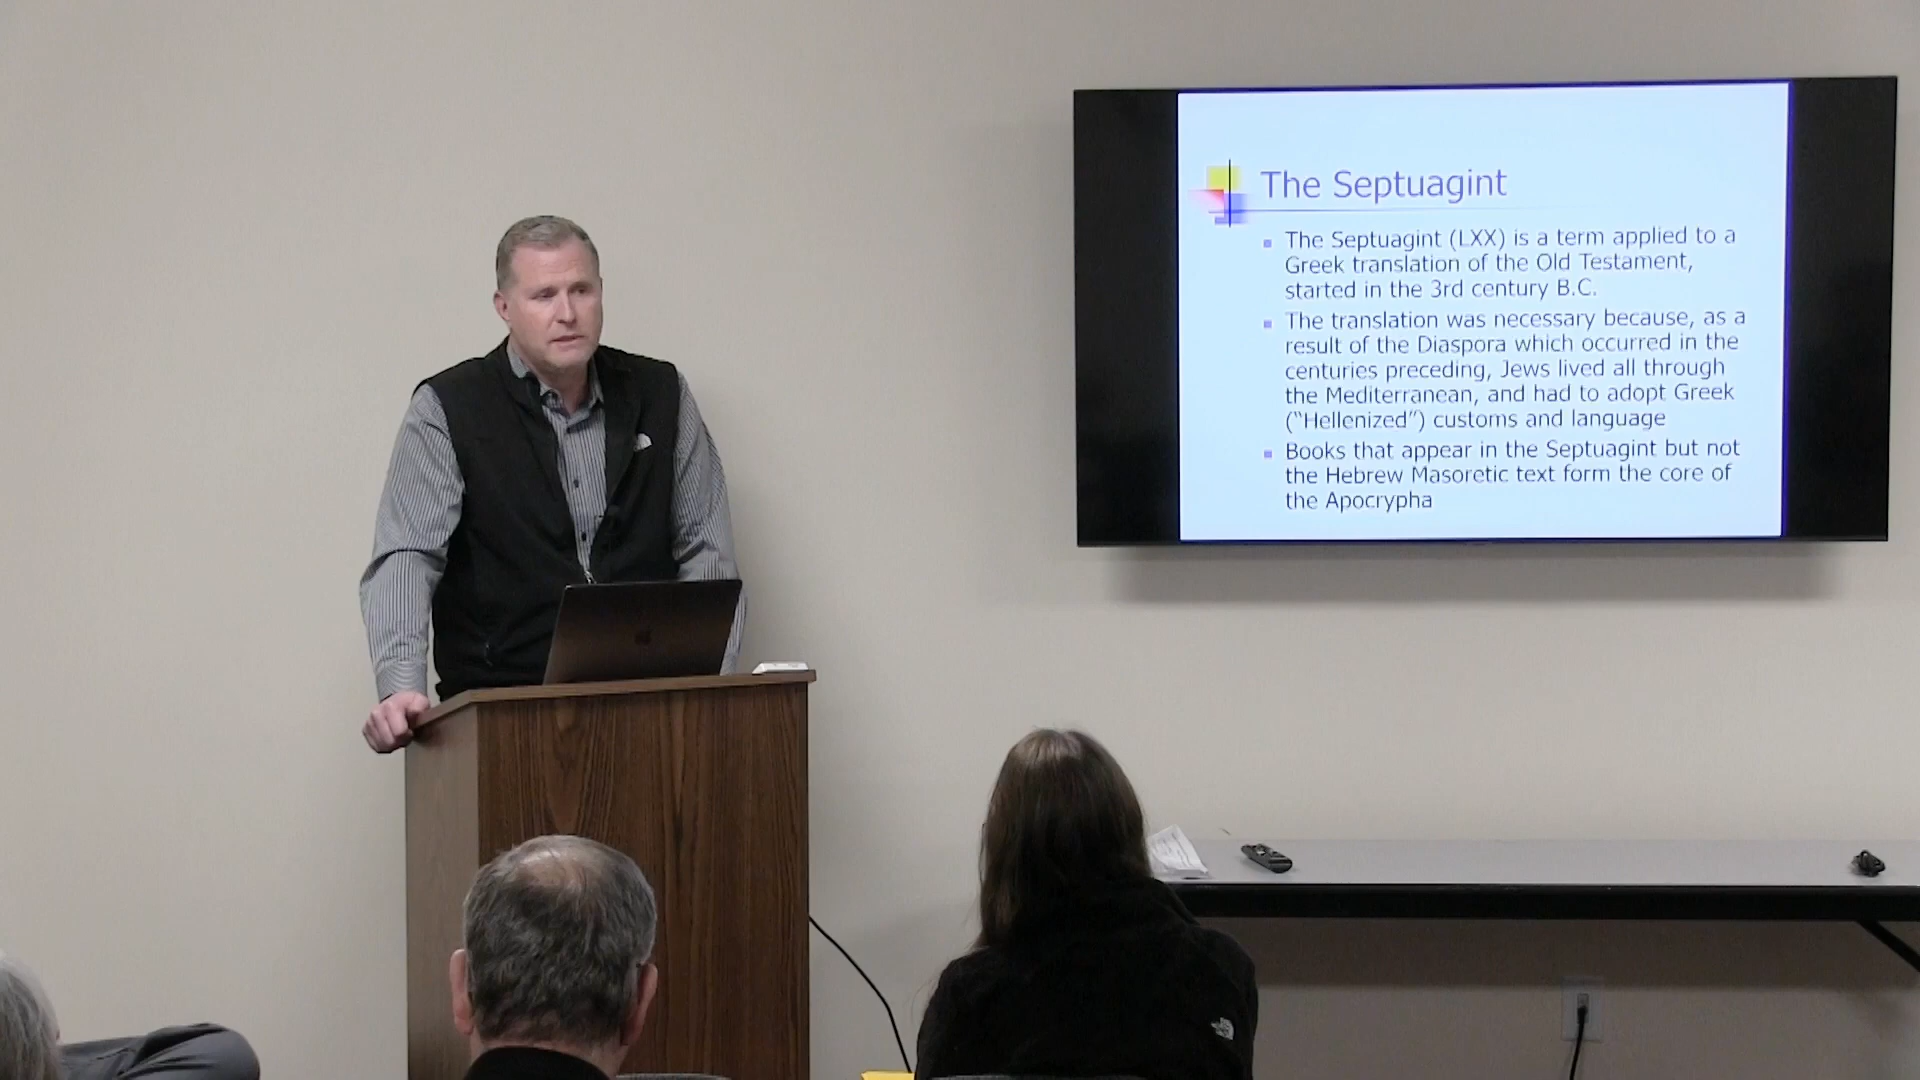 The Septuagint
The Septuagint (LXX) is a term applied to a
Greek translation of the Old Testament,
started in the 3rd century B.C.
The translation was necessary because, as a
result of the Diaspora which occurred in the
centuries preceding, Jews lived all through
the Mediterranean, and had to adopt Greek
(“Hellenized”) customs and language
Books that appear in the Septuagint but not
the Hebrew Masoretic text form the core of
the Apocrypha